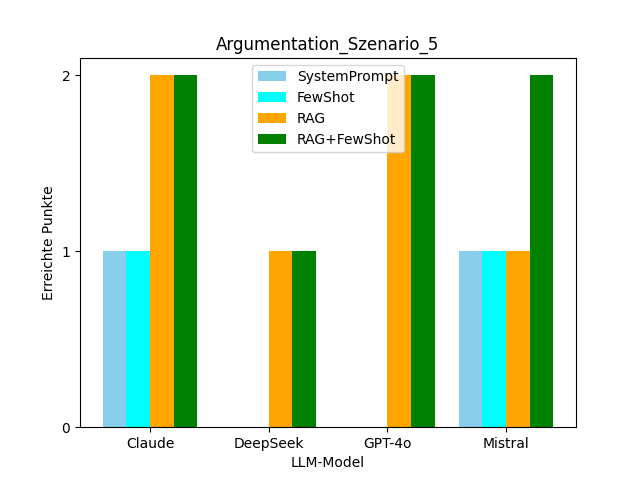 Argumentation_Szenario_5
SystemPrompt
FewShot
RAG
RAG+FewShot
Erreichte Punkte
2
1
0
Claude
DeepSeek
GPT-4o
Mistral
LLM-Model